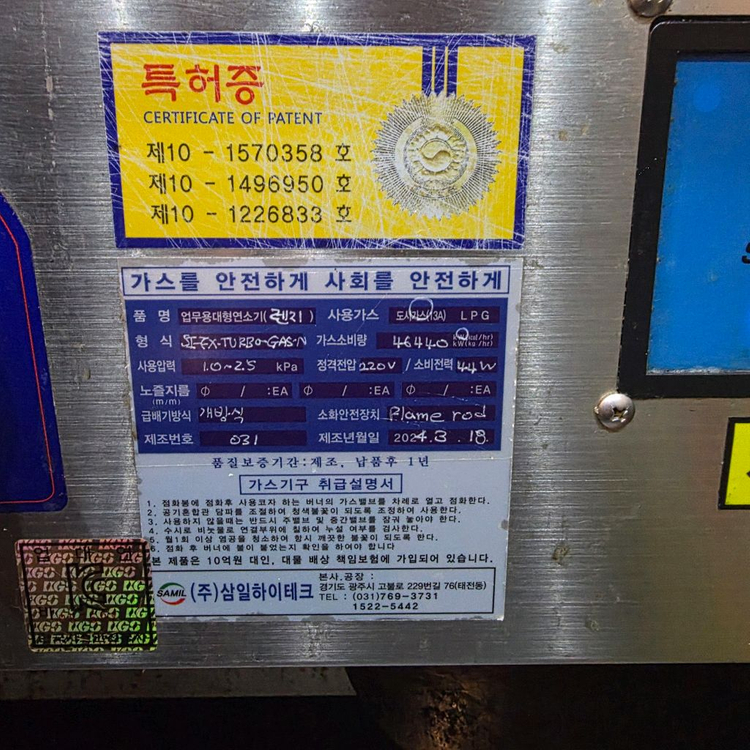 특허증
CERTIFICATE OF PATENT
제10 - 1570358 호
제10 - 1496950 호
제10 - 1226833 호
가스를 안전하게 사회를 안전하게
품 명 업무용대형연소기(렌지) 사용가스 도시가스(13A) LPG
형 식 가스소비량 46440 kW(kcal/hr)
kW(kg/hr)
사용압력 1.0~2.5 kPa 정격전압 220V / 소비전력 44W
노즐지름 Ø / :EA Ø / :EA Ø / :EA
(m/m)
급배기방식 개방식 소화안전장치 Flame rod
제조번호 031 제조년월일 2024.3.18.
품질보증기간:제조, 납품후 1년
가스기구 취급설명서
1. 점화봉에 점화후 사용코자 하는 버너의 가스밸브를 차례로 열고 점화한다.
2. 공기혼합관 담파를 조절하여 청색불꽃이 되도록 조정하여 사용한다.
3. 사용하지 않을때는 반드시 주밸브 및 중간밸브를 잠궈 놓아야 한다.
4. 수시로 비눗물로 연결부위에 칠하여 누설 여부를 검사한다.
5. 월1회 이상 염공을 청소하여 항시 깨끗한 불꽃이 되도록 한다.
6. 점화 후 버너에 불이 붙었는지 확인을 하여야 합니다
본 제품은 10억원 대인, 대물 배상 책임보험에 가입되어 있습니다.
SAMIL (주)삼일하이테크
본사,공장 :
경기도 광주시 고불로 229번길 76(태전동)
TEL : (031)769-3731
1522-5442
KGS